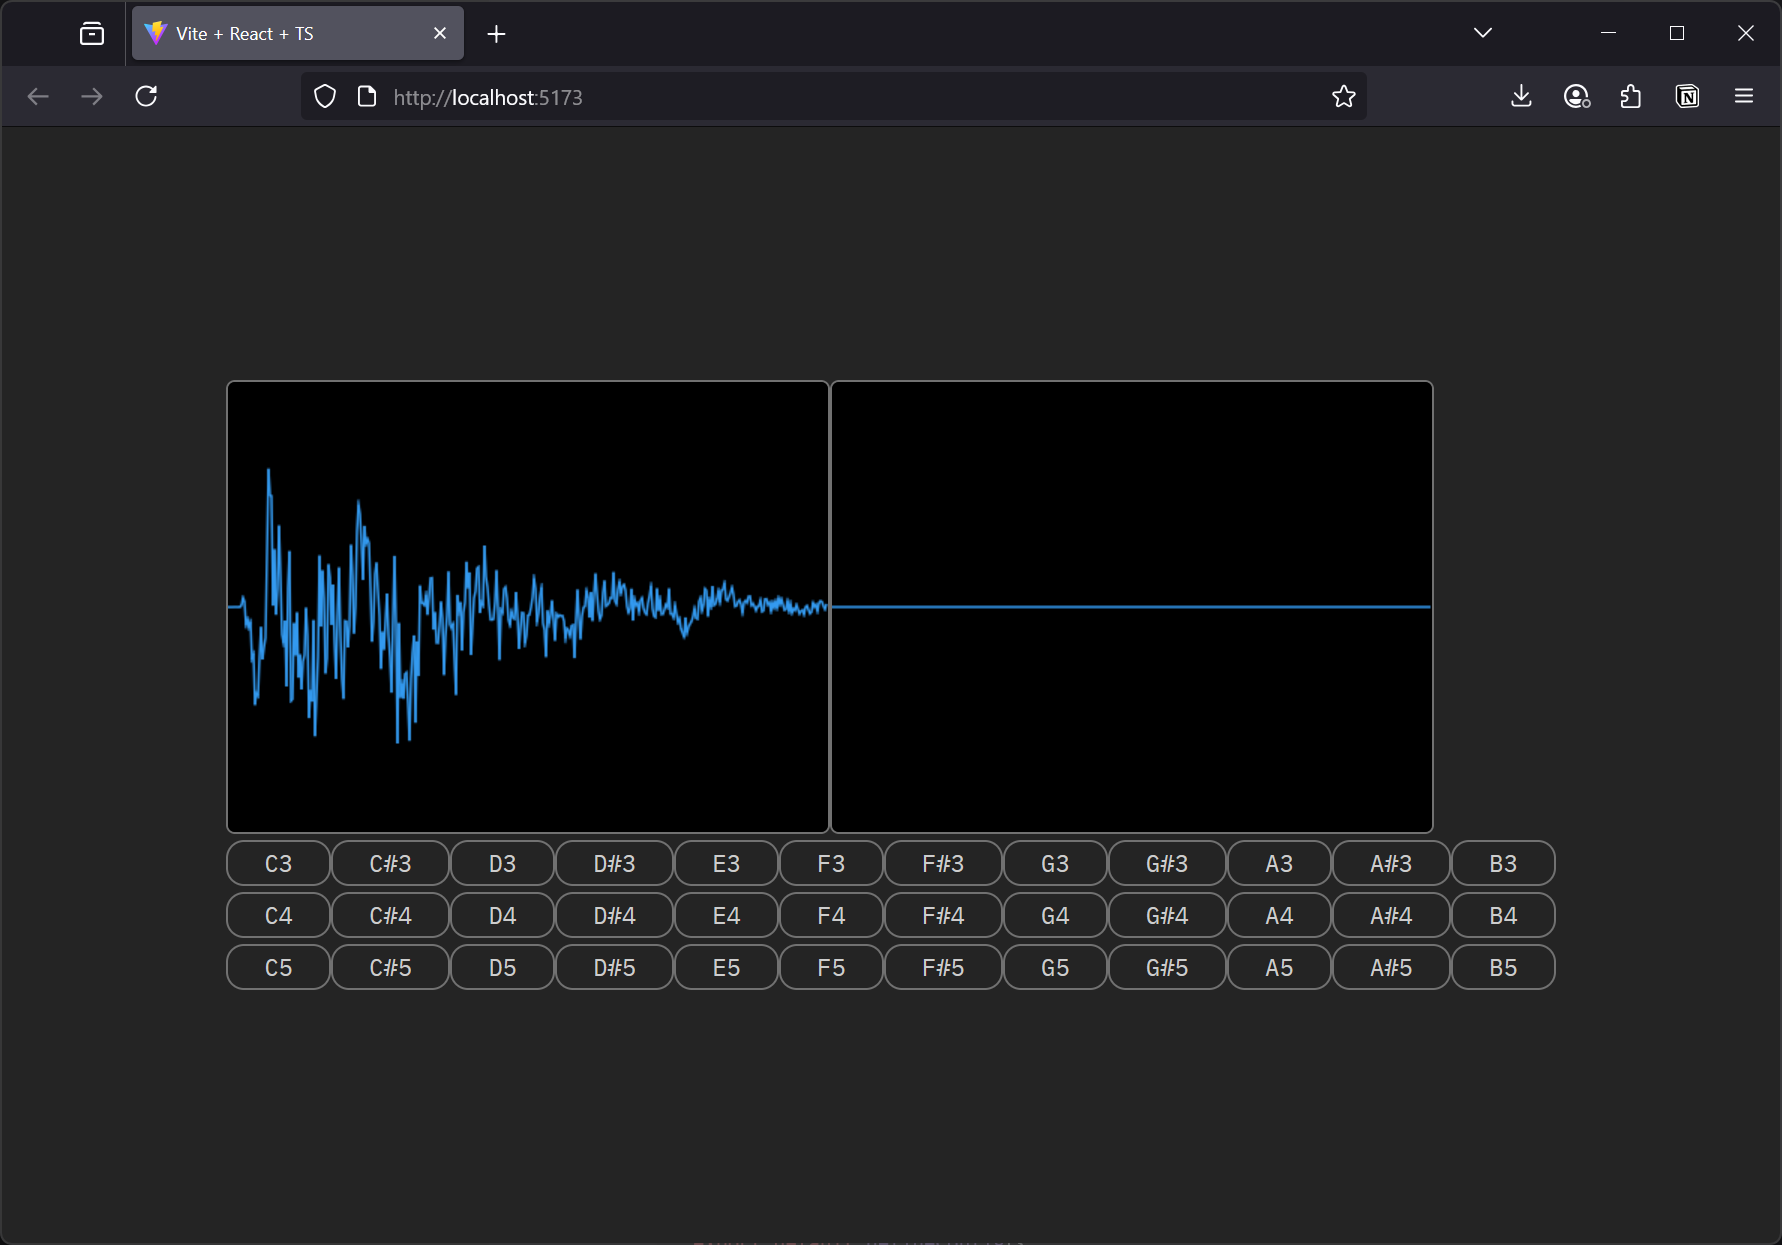 Vite + React + TS
http://localhost:5173
C3 C#3 D3 D#3 E3 F3 F#3 G3 G#3 A3 A#3 B3
C4 C#4 D4 D#4 E4 F4 F#4 G4 G#4 A4 A#4 B4
C5 C#5 D5 D#5 E5 F5 F#5 G5 G#5 A5 A#5 B5